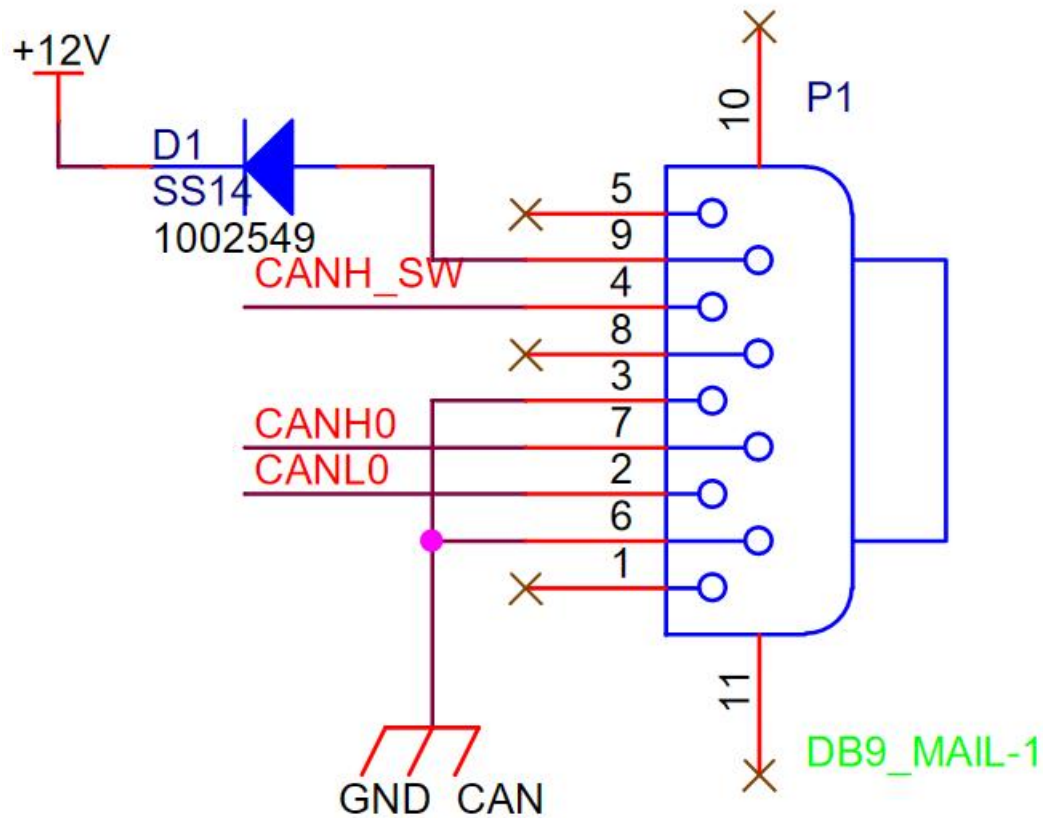 +12V
10
P1
D1
SS14
1002549
5
9
CANH_SW
4
8
3
CANH0
7
CANL0
2
6
1
11
DB9_MAIL-1
GND CAN